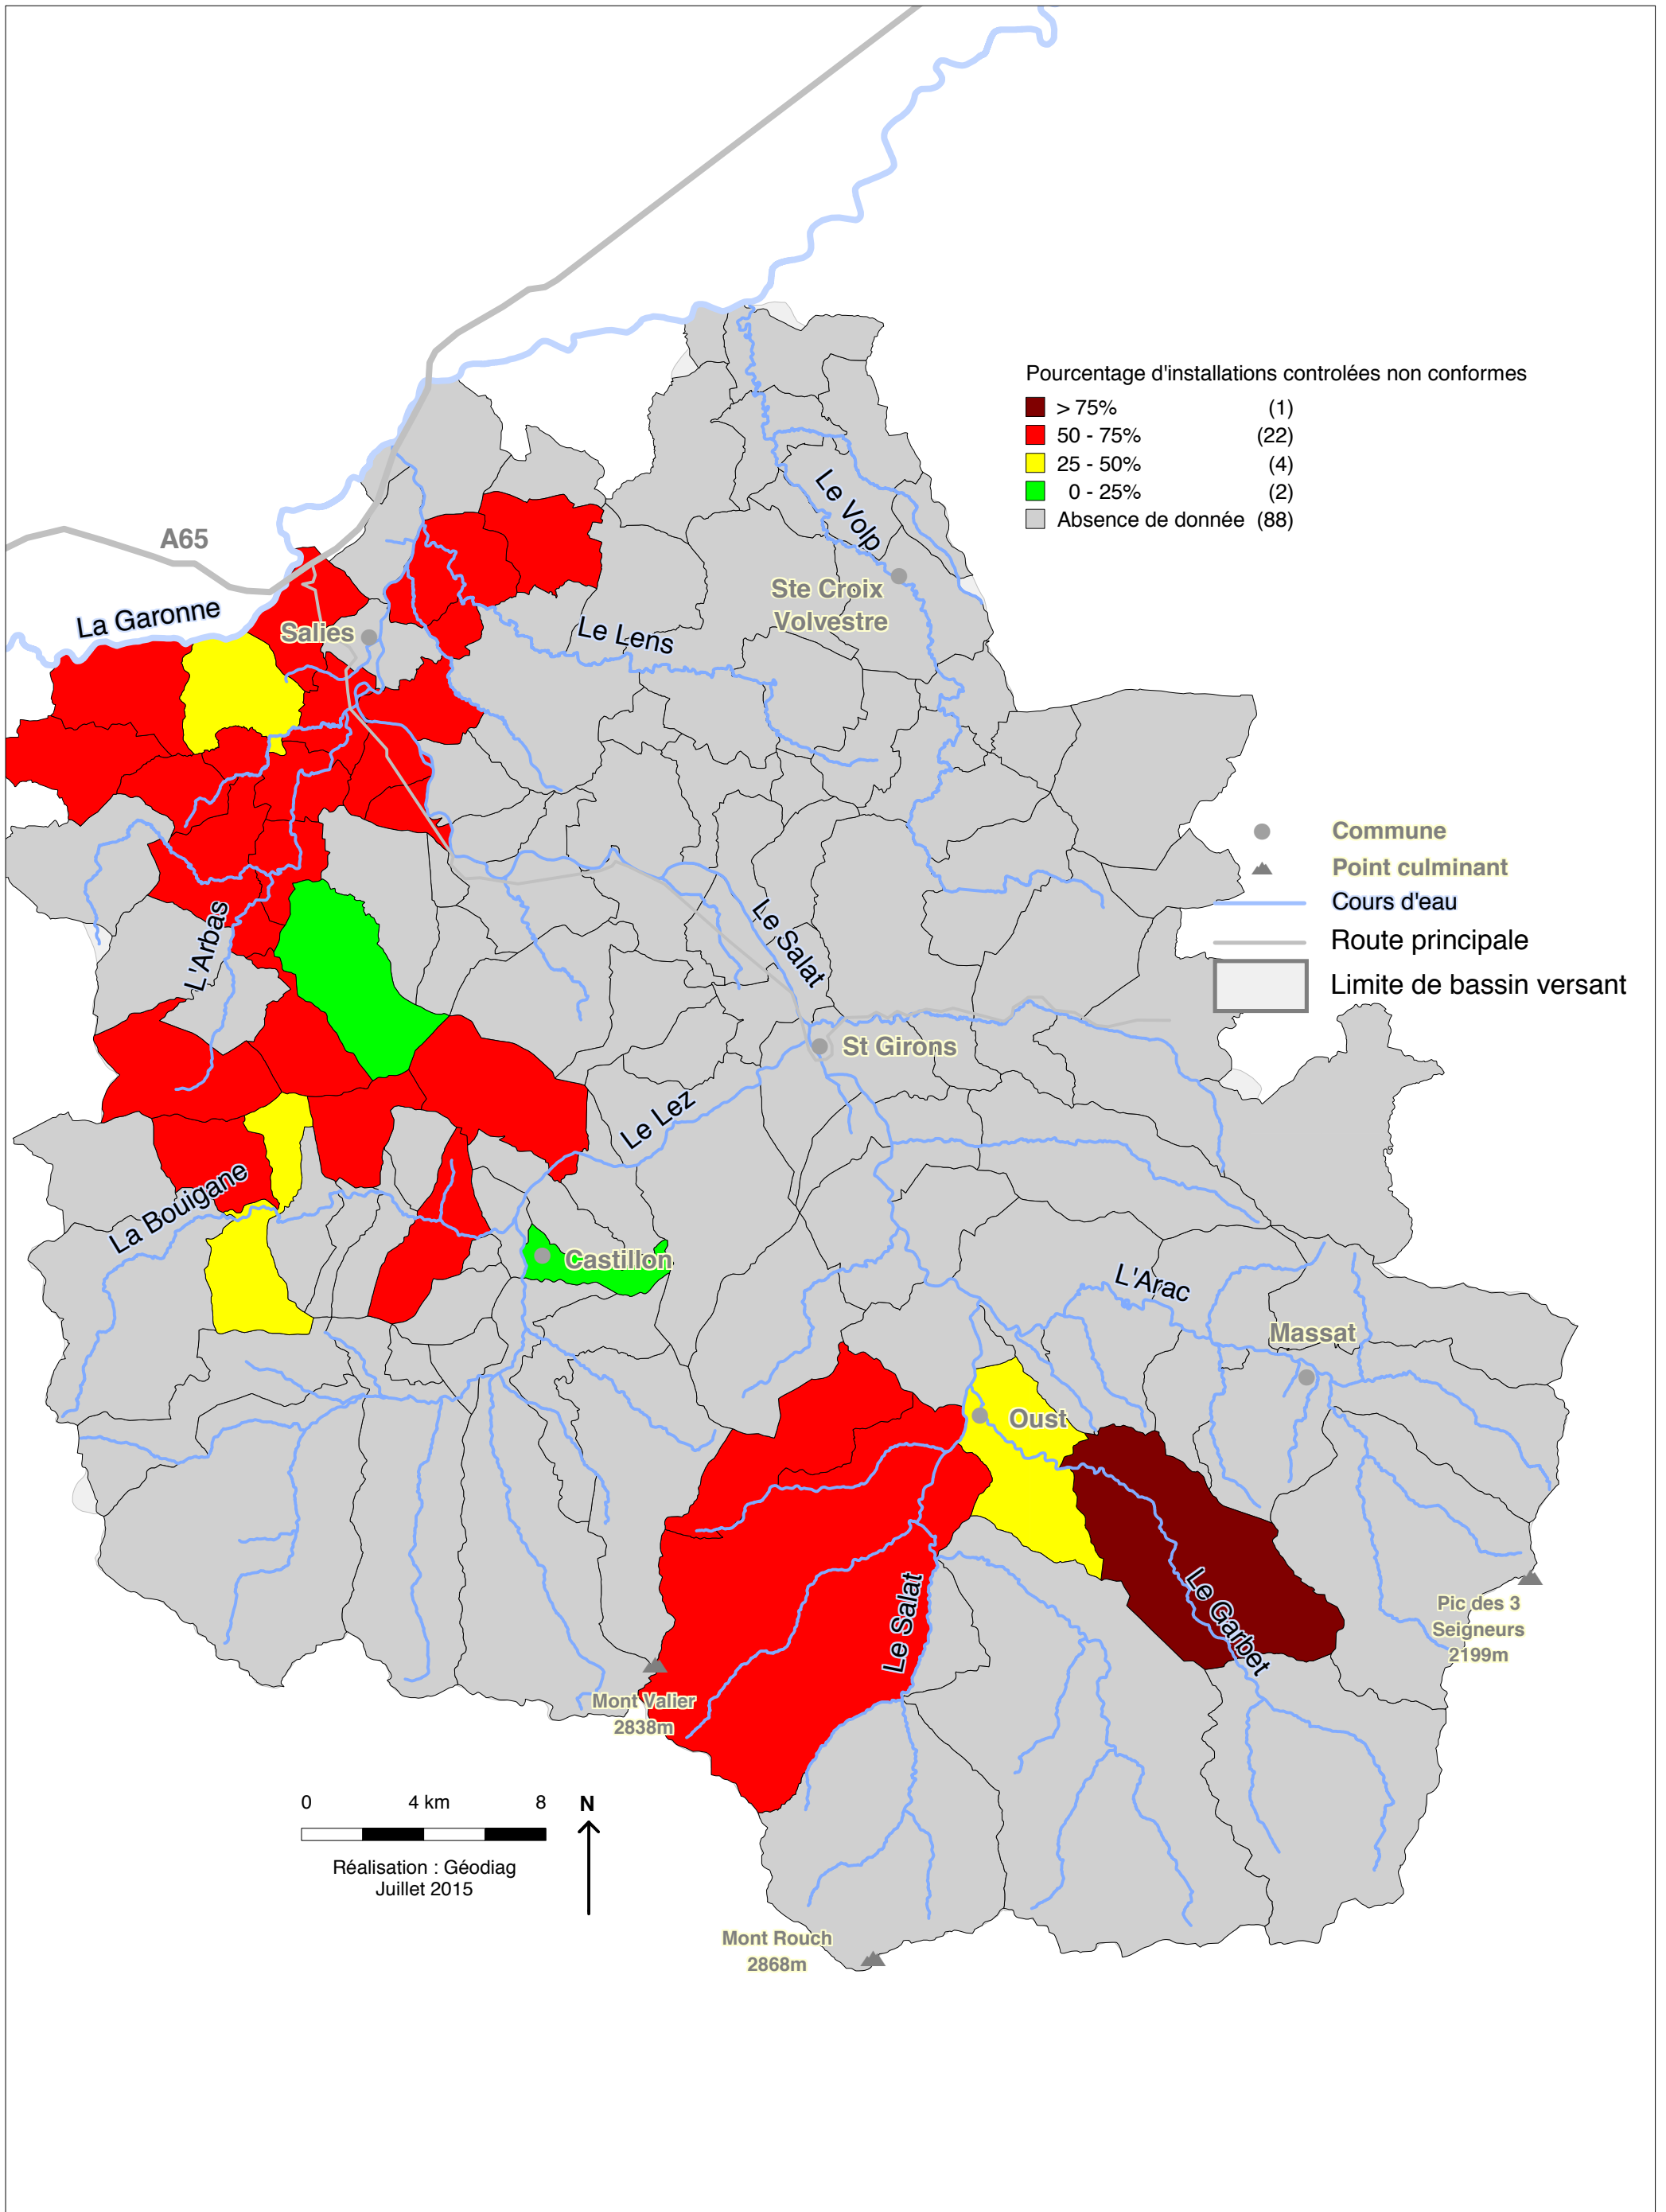 Pourcentage d'installations controlées non conformes
> 75% (1)
50 - 75% (22)
25 - 50% (4)
0 - 25% (2)
Absence de donnée (88)
A65
La Garonne
Salies
Le Volp
Ste Croix
Volvestre
Le Lens
Commune
Point culminant
Cours d'eau
Route principale
Limite de bassin versant
L'Arbas
Le Salat
St Girons
Le Lez
La Bouigane
Castillon
L'Arac
Massat
Oust
Le Salat
Le Garbet
Pic des 3
Seigneurs
2199m
Mont Valier
2838m
0 4 km 8
N
Réalisation : Géodiag
Juillet 2015
Mont Rouch
2868m